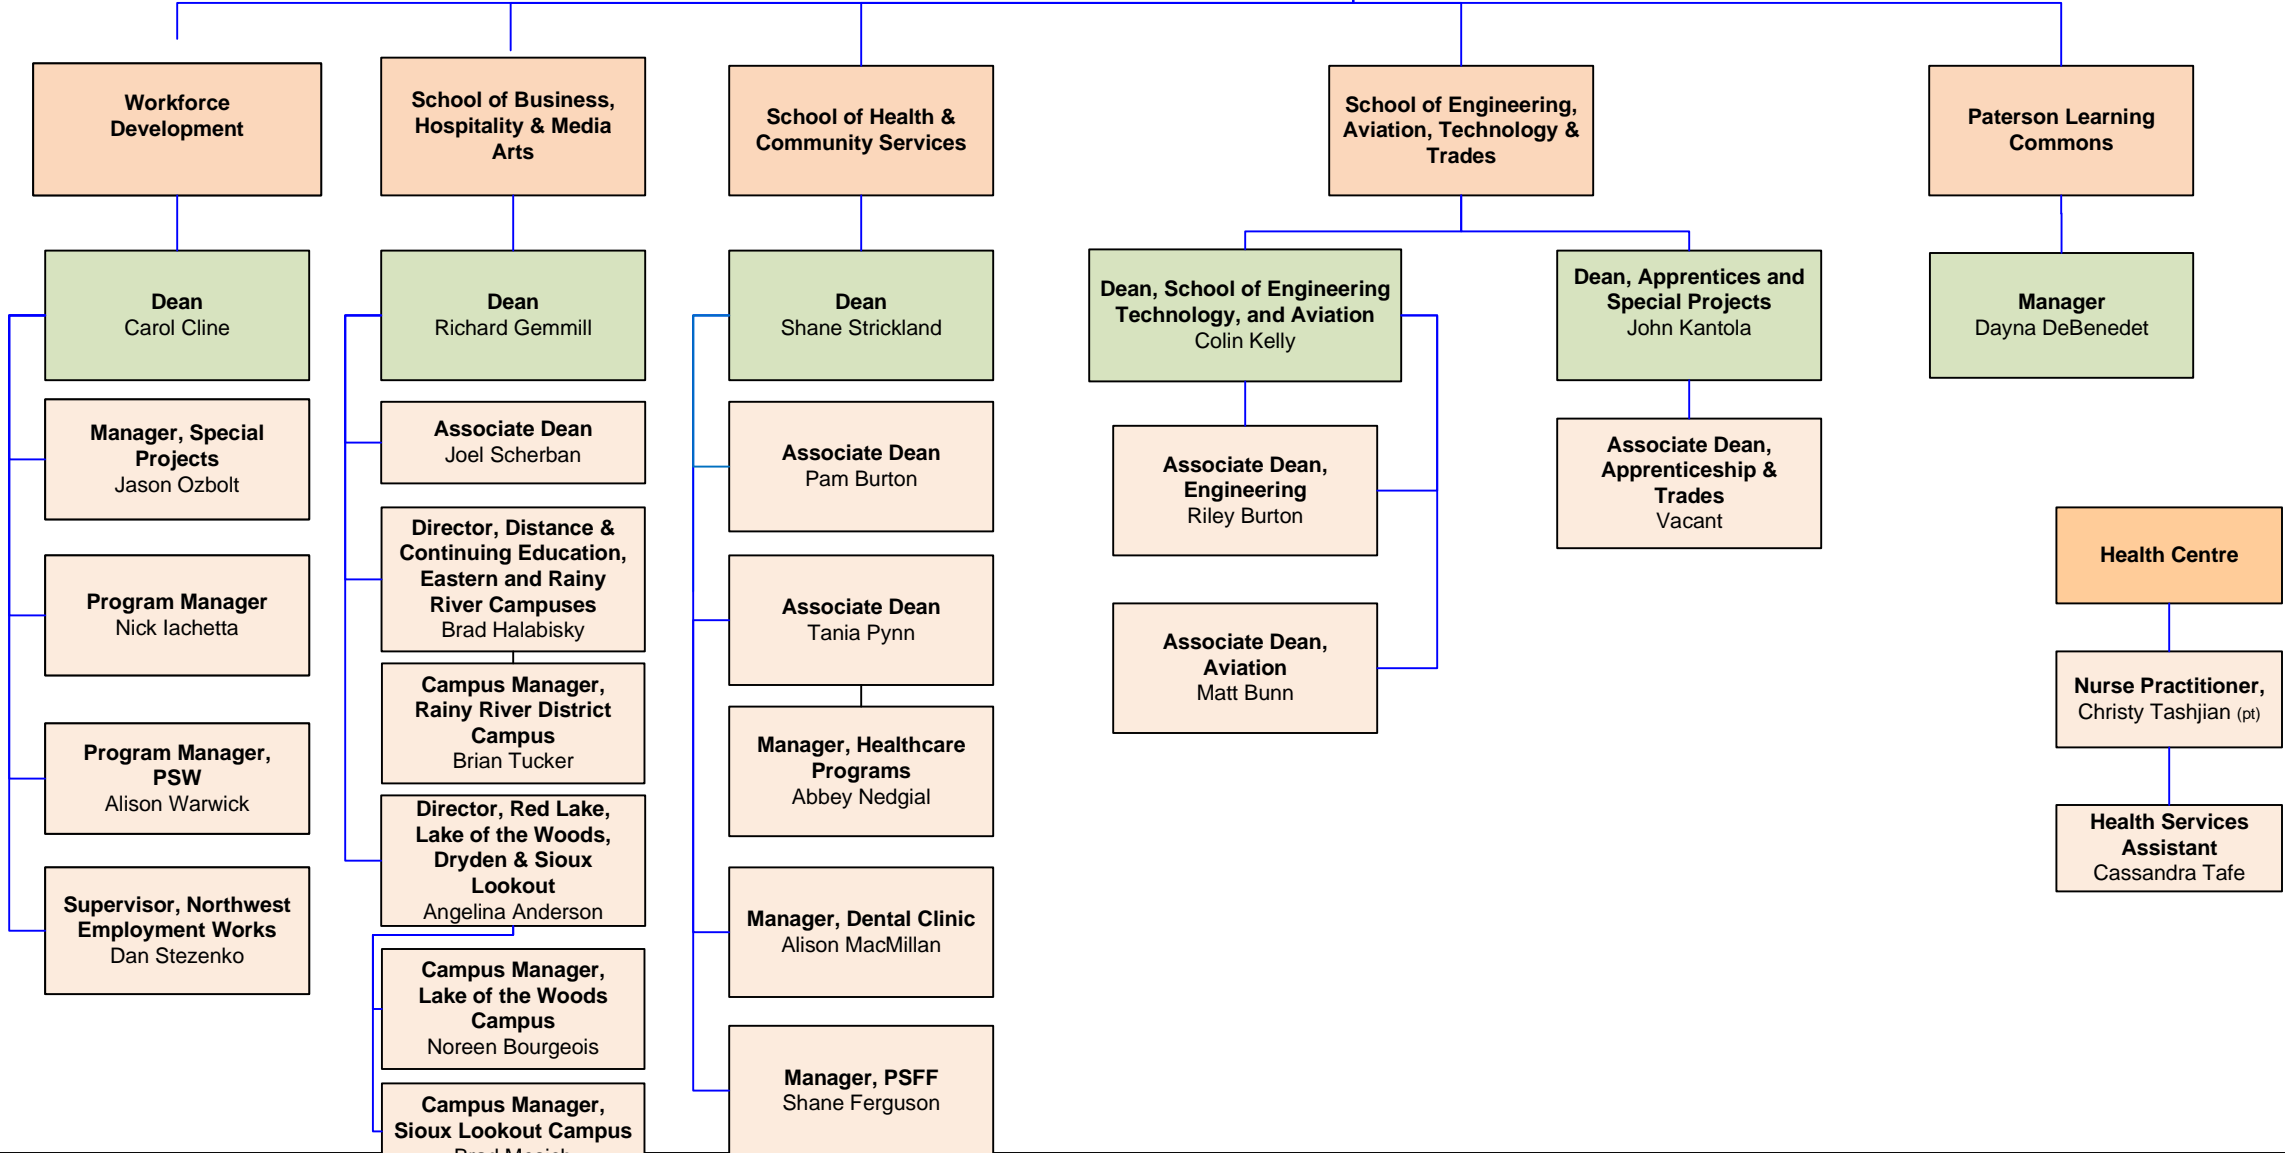 Workforce
Development
School of Business,
Hospitality & Media
Arts
School of Health &
Community Services
School of Engineering,
Aviation, Technology &
Trades
Paterson Learning
Commons
Dean
Carol Cline
Manager, Special
Projects
Jason Ozbolt
Program Manager
Nick Iachetta
Program Manager,
PSW
Alison Warwick
Supervisor, Northwest
Employment Works
Dan Stezenko
Dean
Richard Gemmill
Associate Dean
Joel Scherban
Director, Distance &
Continuing Education,
Eastern and Rainy
River Campuses
Brad Halabisky
Campus Manager,
Rainy River District
Campus
Brian Tucker
Director, Red Lake,
Lake of the Woods,
Dryden & Sioux
Lookout
Angelina Anderson
Campus Manager,
Lake of the Woods
Campus
Noreen Bourgeois
Campus Manager,
Sioux Lookout Campus
Dean
Shane Strickland
Associate Dean
Pam Burton
Associate Dean
Tania Pynn
Manager, Healthcare
Programs
Abbey Nedgial
Manager, Dental Clinic
Alison MacMillan
Manager, PSFF
Shane Ferguson
Dean, School of Engineering
Technology, and Aviation
Colin Kelly
Associate Dean,
Engineering
Riley Burton
Associate Dean,
Aviation
Matt Bunn
Dean, Apprentices and
Special Projects
John Kantola
Associate Dean,
Apprenticeship &
Trades
Vacant
Manager
Dayna DeBenedet
Health Centre
Nurse Practitioner,
Christy Tashjian (pt)
Health Services
Assistant
Cassandra Tafe